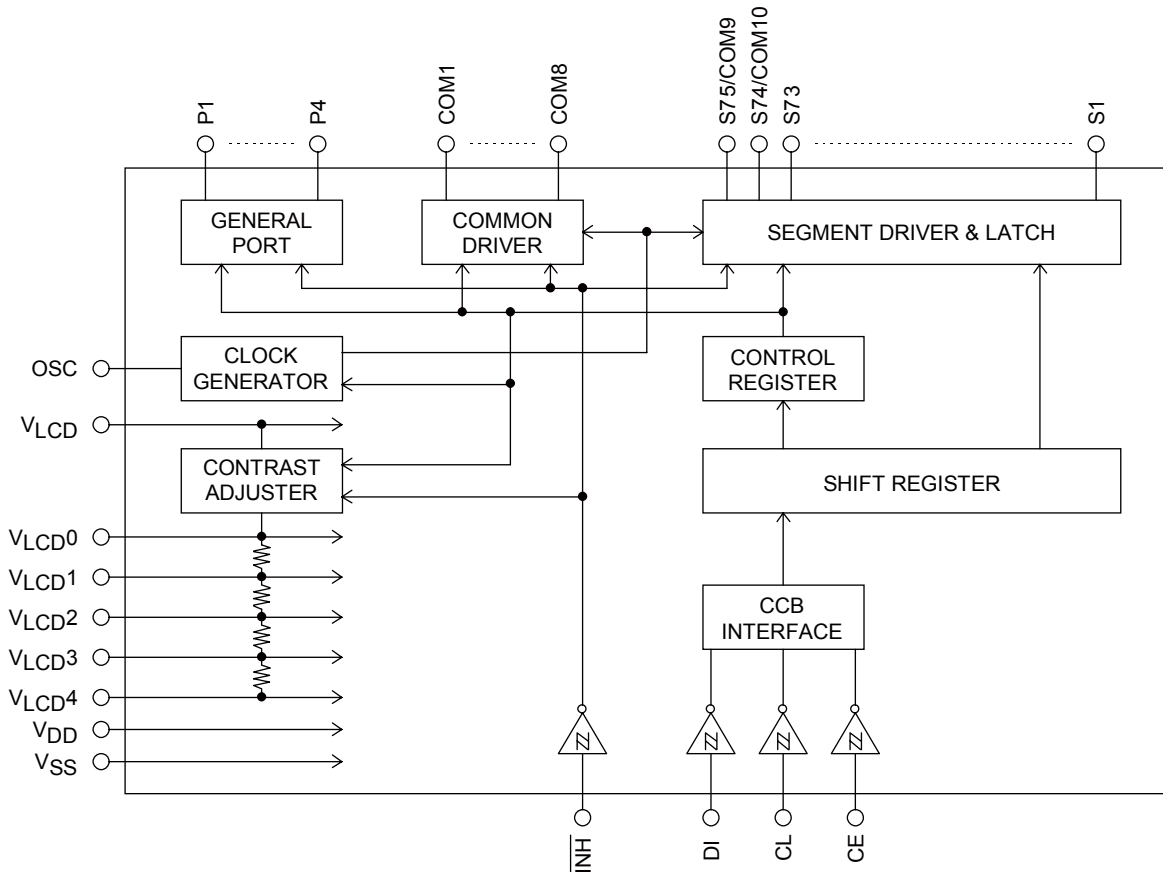 P1
P4
COM1
COM8
S75/COM9
S74/COM10
S73
S1
GENERAL
PORT
COMMON
DRIVER
SEGMENT DRIVER & LATCH
OSC
CLOCK
GENERATOR
CONTROL
REGISTER
VLCD
CONTRAST
ADJUSTER
SHIFT REGISTER
VLCD0
VLCD1
VLCD2
VLCD3
VLCD4
VDD
VSS
CCB
INTERFACE
INH
DI
CL
CE